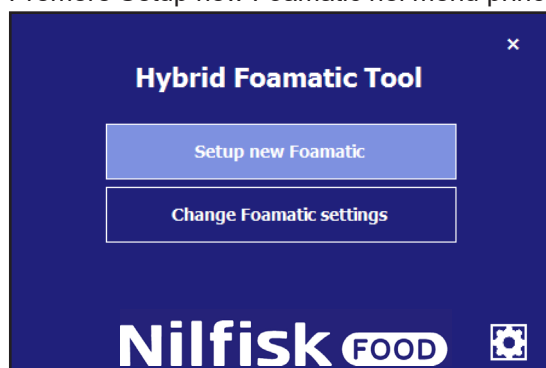 ×
Hybrid Foamatic Tool
Setup new Foamatic
Change Foamatic settings
Nilfisk FOOD